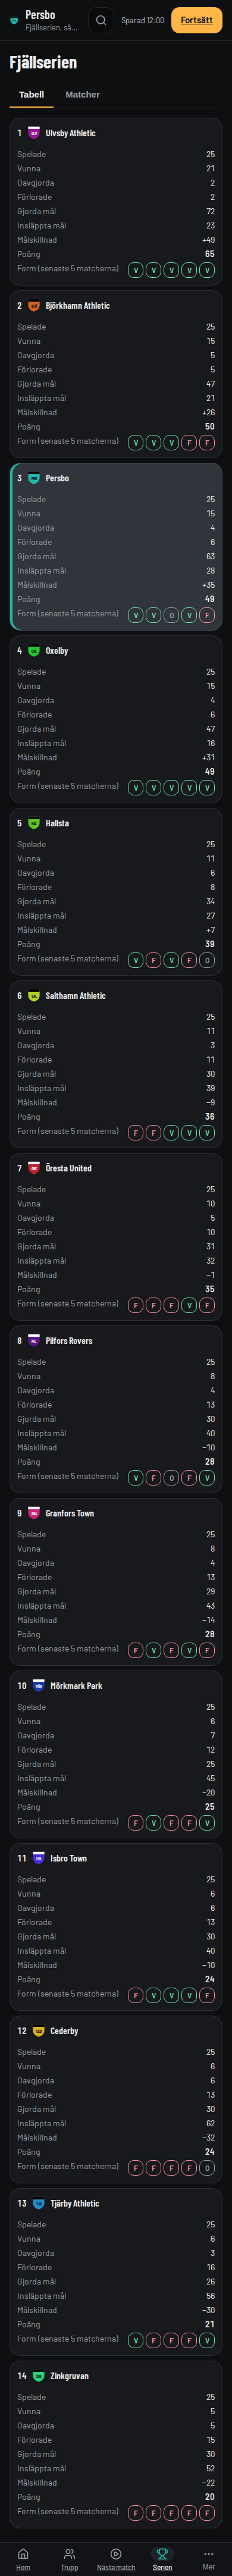 Persbo
Fjällserien, sä...
Sparad 12:00
Fortsätt
Fjällserien
Tabell
Matcher
1 Ulvsby Athletic
Spelade 25
Vunna 21
Oavgjorda 2
Förlorade 2
Gjorda mål 72
Insläppta mål 23
Målskillnad +49
Poäng 65
Form (senaste 5 matcherna) V V V V V
2 Björkhamn Athletic
Spelade 25
Vunna 15
Oavgjorda 5
Förlorade 5
Gjorda mål 47
Insläppta mål 21
Målskillnad +26
Poäng 50
Form (senaste 5 matcherna) V V V F F
3 Persbo
Spelade 25
Vunna 15
Oavgjorda 4
Förlorade 6
Gjorda mål 63
Insläppta mål 28
Målskillnad +35
Poäng 49
Form (senaste 5 matcherna) V V O V F
4 Oxelby
Spelade 25
Vunna 15
Oavgjorda 4
Förlorade 6
Gjorda mål 47
Insläppta mål 16
Målskillnad +31
Poäng 49
Form (senaste 5 matcherna) V V V V V
5 Hallsta
Spelade 25
Vunna 11
Oavgjorda 6
Förlorade 8
Gjorda mål 34
Insläppta mål 27
Målskillnad +7
Poäng 39
Form (senaste 5 matcherna) V F V F O
6 Salthamn Athletic
Spelade 25
Vunna 11
Oavgjorda 3
Förlorade 11
Gjorda mål 30
Insläppta mål 39
Målskillnad −9
Poäng 36
Form (senaste 5 matcherna) F F V V V
7 Öresta United
Spelade 25
Vunna 10
Oavgjorda 5
Förlorade 10
Gjorda mål 31
Insläppta mål 32
Målskillnad −1
Poäng 35
Form (senaste 5 matcherna) F F F V F
8 Pilfors Rovers
Spelade 25
Vunna 8
Oavgjorda 4
Förlorade 13
Gjorda mål 30
Insläppta mål 40
Målskillnad −10
Poäng 28
Form (senaste 5 matcherna) V F O F V
9 Granfors Town
Spelade 25
Vunna 8
Oavgjorda 4
Förlorade 13
Gjorda mål 29
Insläppta mål 43
Målskillnad −14
Poäng 28
Form (senaste 5 matcherna) F V F V F
10 Mörkmark Park
Spelade 25
Vunna 6
Oavgjorda 7
Förlorade 12
Gjorda mål 25
Insläppta mål 45
Målskillnad −20
Poäng 25
Form (senaste 5 matcherna) F V F F V
11 Isbro Town
Spelade 25
Vunna 6
Oavgjorda 6
Förlorade 13
Gjorda mål 30
Insläppta mål 40
Målskillnad −10
Poäng 24
Form (senaste 5 matcherna) F V V V F
12 Cederby
Spelade 25
Vunna 6
Oavgjorda 6
Förlorade 13
Gjorda mål 30
Insläppta mål 62
Målskillnad −32
Poäng 24
Form (senaste 5 matcherna) F F F F O
13 Tjärby Athletic
Spelade 25
Vunna 6
Oavgjorda 3
Förlorade 16
Gjorda mål 26
Insläppta mål 56
Målskillnad −30
Poäng 21
Form (senaste 5 matcherna) V F F F V
14 Zinkgruvan
Spelade 25
Vunna 5
Oavgjorda 5
Förlorade 15
Gjorda mål 30
Insläppta mål 52
Målskillnad −22
Poäng 20
Form (senaste 5 matcherna) F F F F F
Hem
Trupp
Nästa match
Serien
Mer